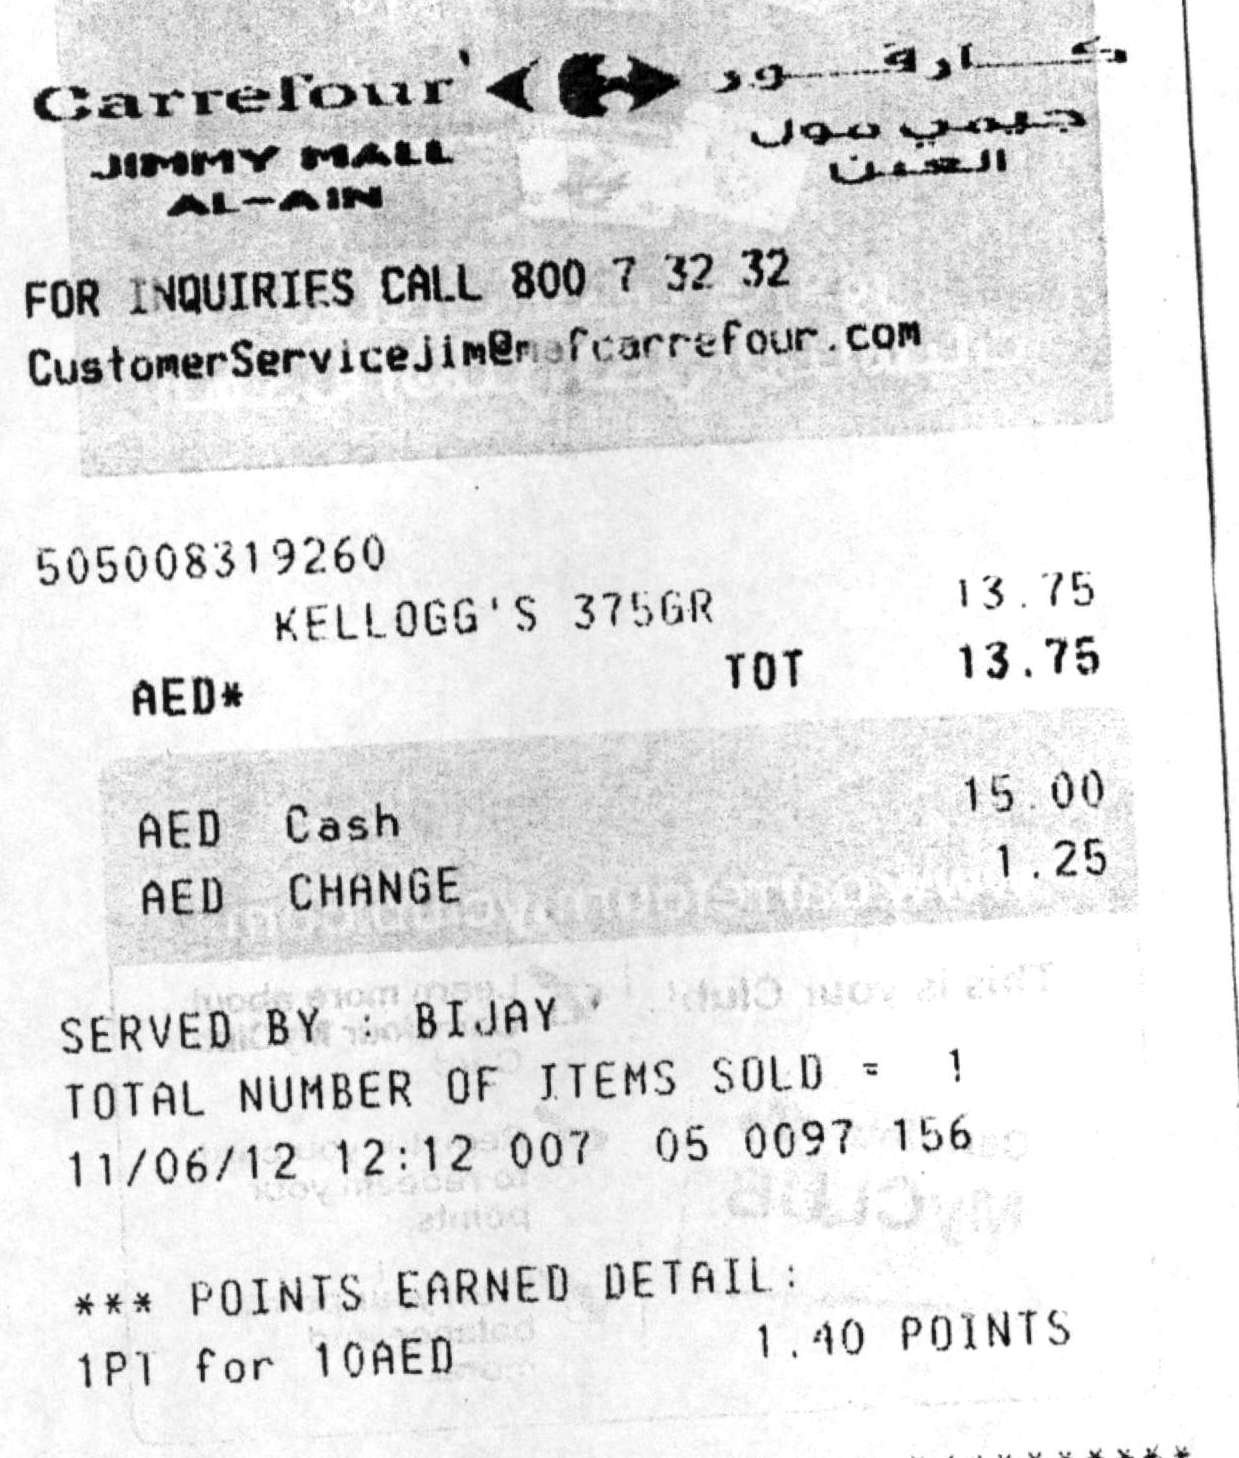 Carrefour كارفور
JIMMY MALL جيمي مول
AL-AIN العين
FOR INQUIRIES CALL 800 7 32 32
CustomerServicejim@mafcarrefour.com
505008319260
KELLOGG'S 375GR 13.75
AED* TOT 13.75
AED Cash 15.00
AED CHANGE 1.25
SERVED BY : BIJAY
TOTAL NUMBER OF ITEMS SOLD = 1
11/06/12 12:12 007 05 0097 156
*** POINTS EARNED DETAIL:
1PT for 10AED 1.40 POINTS